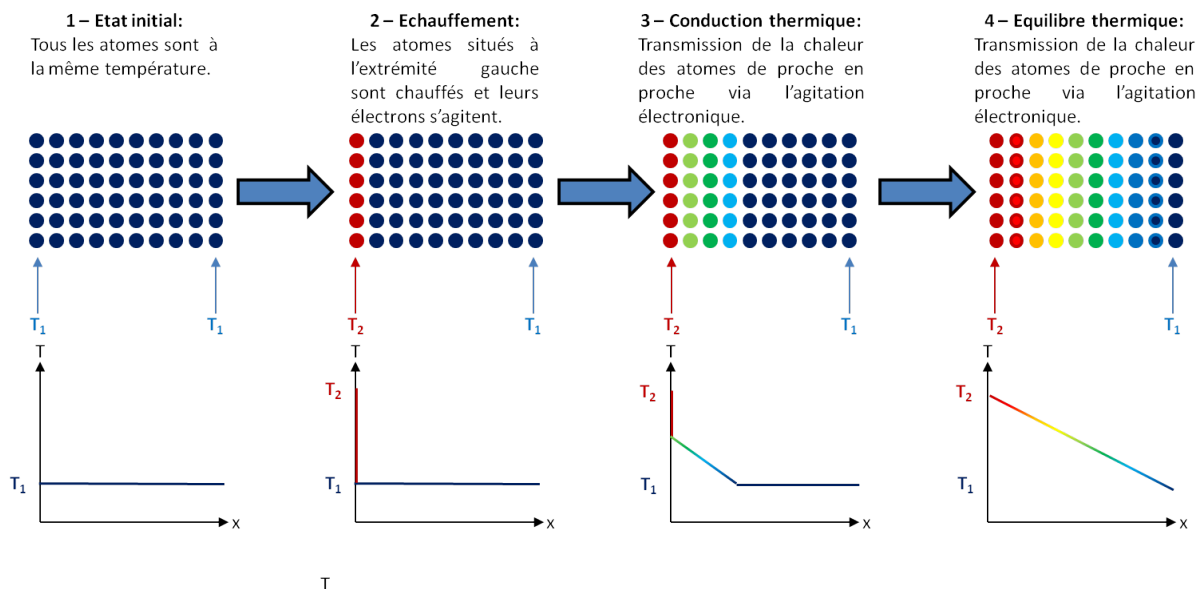 1 – Etat initial:
Tous les atomes sont à
la même température.
2 – Echauffement:
Les atomes situés à
l’extrémité gauche
sont chauffés et leurs
électrons s’agitent.
3 – Conduction thermique:
Transmission de la chaleur
des atomes de proche en
proche via l’agitation
électronique.
4 – Equilibre thermique:
Transmission de la chaleur
des atomes de proche en
proche via l’agitation
électronique.
T₁ T₁
T₂ T₁
T₂ T₁
T₂ T₁
T
T₁
x
T
T₂
T₁
x
T
T₂
T₁
x
T
T₂
T₁
x
T